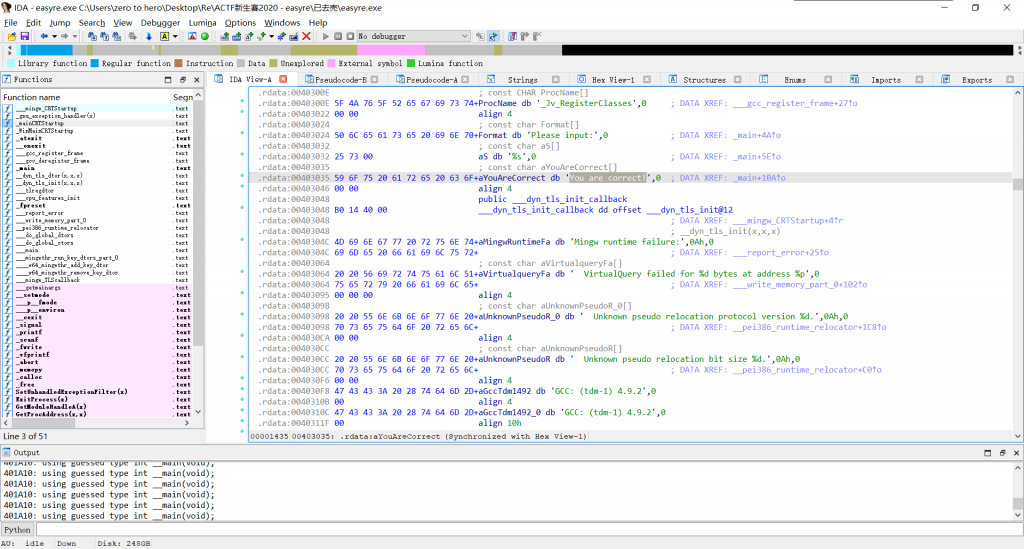 IDA - easyre.exe C:\Users\zero to hero\Desktop\Re\ACTF新生赛2020 - easyre\已去壳\easyre.exe
File Edit Jump Search View Debugger Lumina Options Windows Help
No debugger
Library function Regular function Instruction Data Unexplored External symbol Lumina function
Functions
IDA View-A Pseudocode-B Pseudocode-A Strings Hex View-1 Structures Enums Imports Exports
Function name Segn
___mingw_CRTStartup .text
_gnu_exception_handler(x) .text
_mainCRTStartup .text
_WinMainCRTStartup .text
_atexit .text
__onexit .text
___gcc_register_frame .text
___gcc_deregister_frame .text
_main .text
___dyn_tls_dtor(x,x,x) .text
___dyn_tls_init(x,x,x) .text
___tlregdtor .text
___cpu_features_init .text
_fpreset .text
___report_error .text
___write_memory_part_0 .text
__pei386_runtime_relocator .text
___do_global_dtors .text
___do_global_ctors .text
___main .text
___mingwthr_run_key_dtors_part_0 .text
____w64_mingwthr_add_key_dtor .text
____w64_mingwthr_remove_key_dtor .text
___mingw_TLScallback .text
___getmainargs .text
__setmode .text
___p__fmode .text
___p__environ .text
__cexit .text
_signal .text
_printf .text
_scanf .text
_fwrite .text
_vfprintf .text
_abort .text
_memcpy .text
_calloc .text
_free .text
SetUnhandledExceptionFilter(x) .text
ExitProcess(x) .text
GetModuleHandleA(x) .text
GetProcAddress(x,x) .text
Line 3 of 51
.rdata:0040300E ; const CHAR ProcName[]
.rdata:0040300E 5F 4A 76 5F 52 65 67 69 73 74+ProcName db '_Jv_RegisterClasses',0 ; DATA XREF: ___gcc_register_frame+27↑o
.rdata:00403022 00 00 align 4
.rdata:00403024 ; const char Format[]
.rdata:00403024 50 6C 65 61 73 65 20 69 6E 70+Format db 'Please input:',0 ; DATA XREF: _main+4A↑o
.rdata:00403032 ; const char aS[]
.rdata:00403032 25 73 00 aS db '%s',0 ; DATA XREF: _main+5E↑o
.rdata:00403035 ; const char aYouAreCorrect[]
.rdata:00403035 59 6F 75 20 61 72 65 20 63 6F+aYouAreCorrect db 'You are correct!',0 ; DATA XREF: _main+10A↑o
.rdata:00403046 00 00 align 4
.rdata:00403048 public ___dyn_tls_init_callback
.rdata:00403048 B0 14 40 00 ___dyn_tls_init_callback dd offset ___dyn_tls_init@12
.rdata:00403048 ; DATA XREF: ___mingw_CRTStartup+4↑r
.rdata:00403048 ; __dyn_tls_init(x,x,x)
.rdata:0040304C 4D 69 6E 67 77 20 72 75 6E 74+aMingwRuntimeFa db 'Mingw runtime failure:',0Ah,0
.rdata:0040304C 69 6D 65 20 66 61 69 6C 75 72+ ; DATA XREF: ___report_error+25↑o
.rdata:00403064 ; const char aVirtualqueryFa[]
.rdata:00403064 20 20 56 69 72 74 75 61 6C 51+aVirtualqueryFa db '  VirtualQuery failed for %d bytes at address %p',0
.rdata:00403064 75 65 72 79 20 66 61 69 6C 65+ ; DATA XREF: ___write_memory_part_0+102↑o
.rdata:00403095 00 00 00 align 4
.rdata:00403098 ; const char aUnknownPseudoR_0[]
.rdata:00403098 20 20 55 6E 6B 6E 6F 77 6E 20+aUnknownPseudoR_0 db '  Unknown pseudo relocation protocol version %d.',0Ah,0
.rdata:00403098 70 73 65 75 64 6F 20 72 65 6C+ ; DATA XREF: __pei386_runtime_relocator+1C8↑o
.rdata:004030CA 00 00 align 4
.rdata:004030CC ; const char aUnknownPseudoR[]
.rdata:004030CC 20 20 55 6E 6B 6E 6F 77 6E 20+aUnknownPseudoR db '  Unknown pseudo relocation bit size %d.',0Ah,0
.rdata:004030CC 70 73 65 75 64 6F 20 72 65 6C+ ; DATA XREF: __pei386_runtime_relocator+C0↑o
.rdata:004030F6 00 00 align 4
.rdata:004030F8 47 43 43 3A 20 28 74 64 6D 2D+aGccTdm1492 db 'GCC: (tdm-1) 4.9.2',0
.rdata:0040310B 00 align 4
.rdata:0040310C 47 43 43 3A 20 28 74 64 6D 2D+aGccTdm1492_0 db 'GCC: (tdm-1) 4.9.2',0
.rdata:0040311F 00 align 10h
00001435 00403035: .rdata:aYouAreCorrect (Synchronized with Hex View-1)
Output
401A10: using guessed type int __main(void);
401A10: using guessed type int __main(void);
401A10: using guessed type int __main(void);
401A10: using guessed type int __main(void);
401A10: using guessed type int __main(void);
Python
AU: idle Down Disk: 248GB